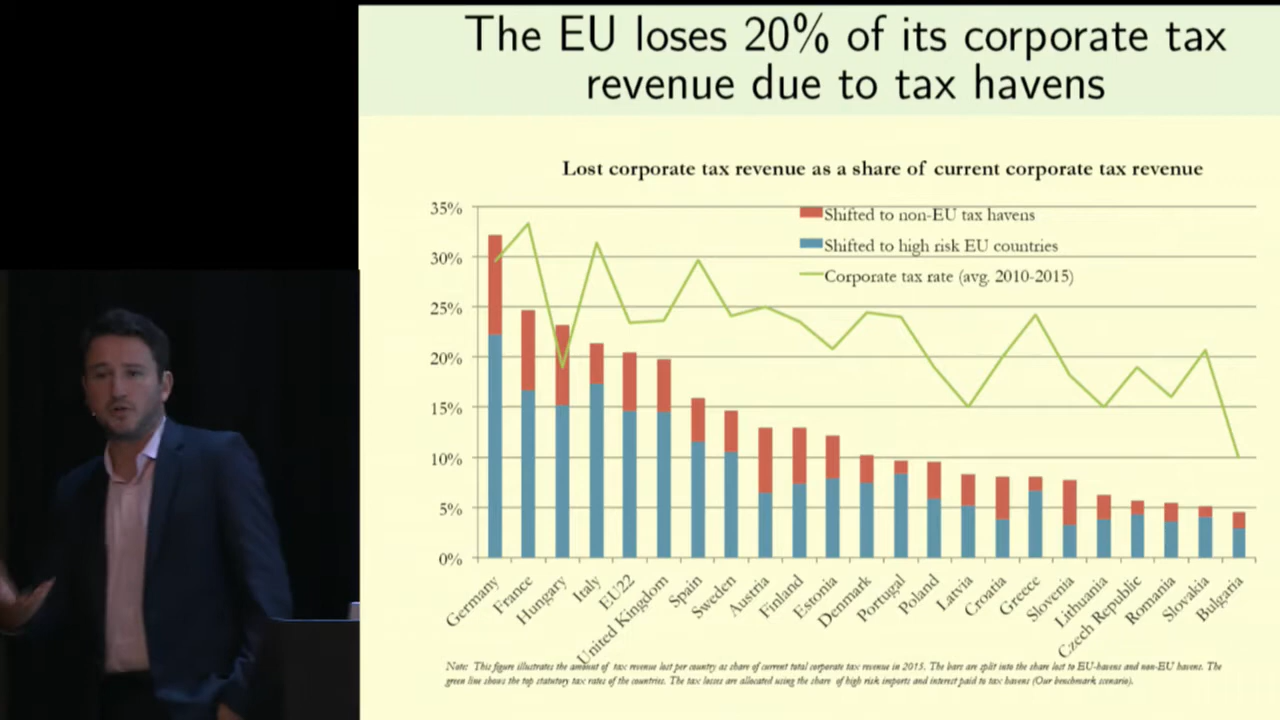 The EU loses 20% of its corporate tax
revenue due to tax havens
Lost corporate tax revenue as a share of current corporate tax revenue
35%
30%
25%
20%
15%
10%
5%
0%
Shifted to non-EU tax havens
Shifted to high risk EU countries
Corporate tax rate (avg. 2010-2015)
Germany
France
Hungary
Italy
EU22
United Kingdom
Spain
Sweden
Austria
Finland
Estonia
Denmark
Portugal
Poland
Latvia
Croatia
Greece
Slovenia
Lithuania
Czech Republic
Romania
Slovakia
Bulgaria
Note: This figure illustrates the amount of tax revenue lost per country as share of current total corporate tax revenue in 2015. The bars are split into the share lost to EU-havens and non-EU havens. The
green line shows the top statutory tax rates of the countries. The tax losses are allocated using the share of high risk imports and interest paid to tax havens (Our benchmark scenario).